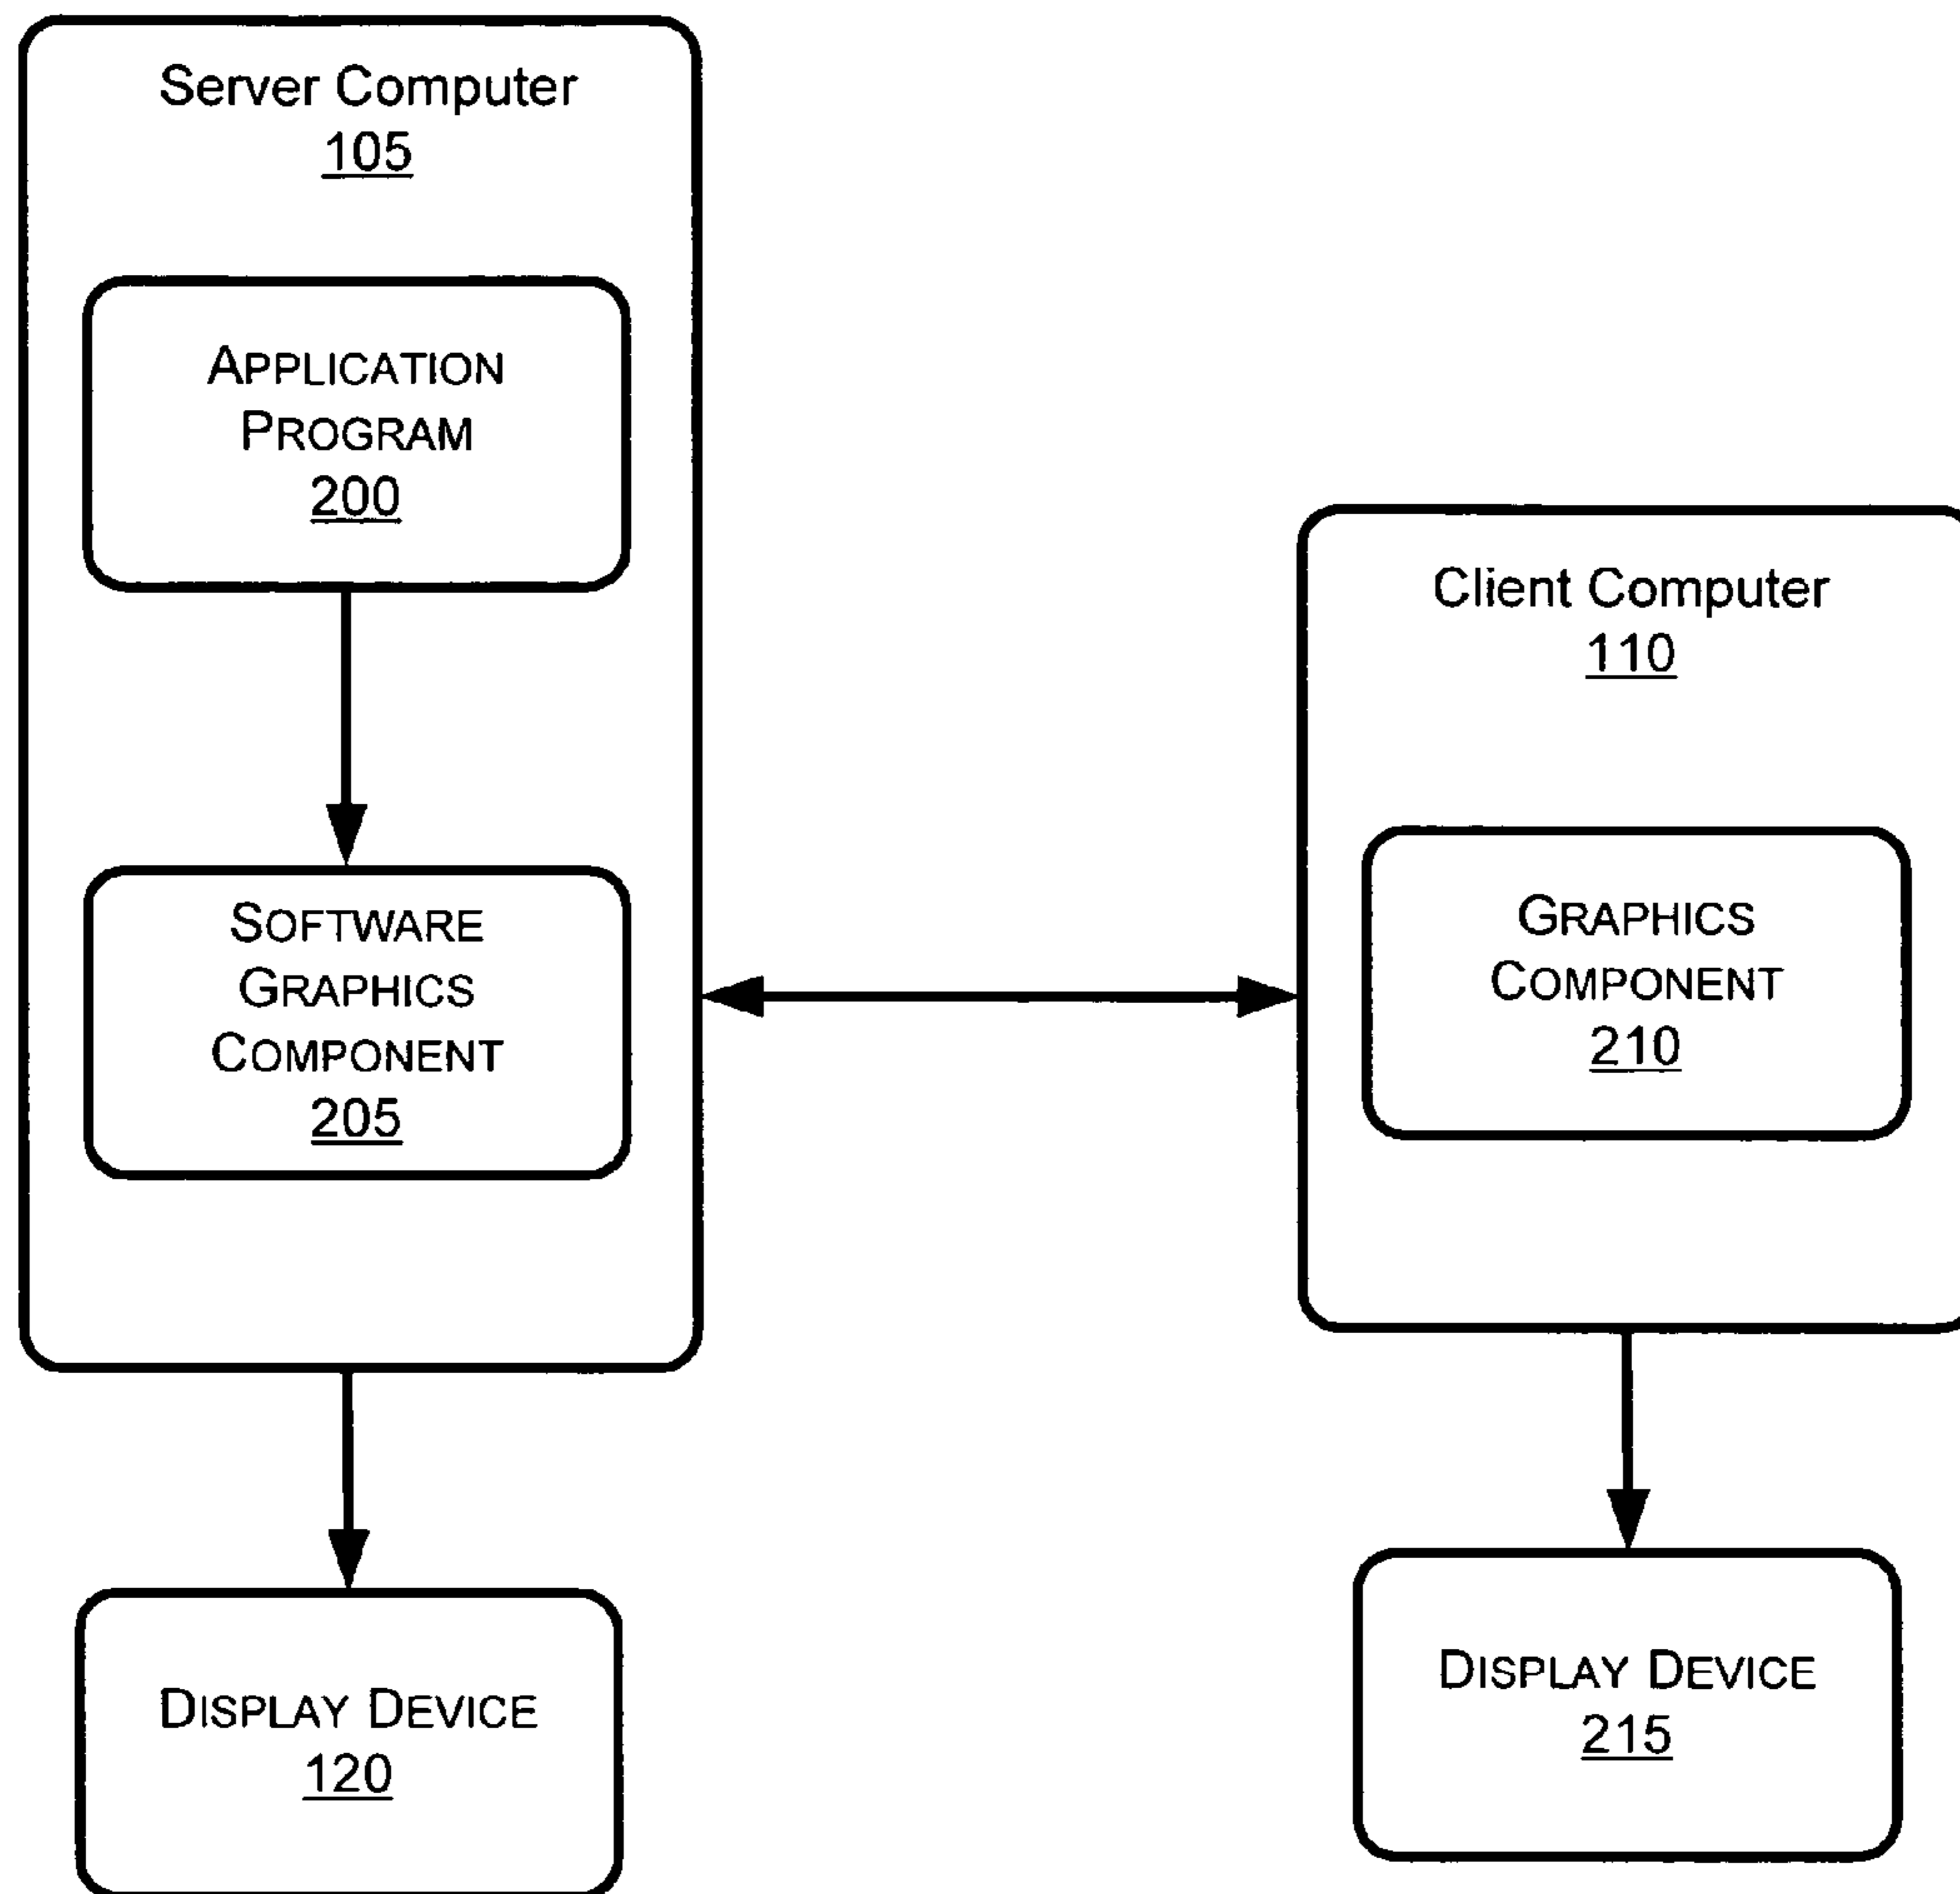 Server Computer
105
APPLICATION
PROGRAM
200
SOFTWARE
GRAPHICS
COMPONENT
205
DISPLAY DEVICE
120
Client Computer
110
GRAPHICS
COMPONENT
210
DISPLAY DEVICE
215